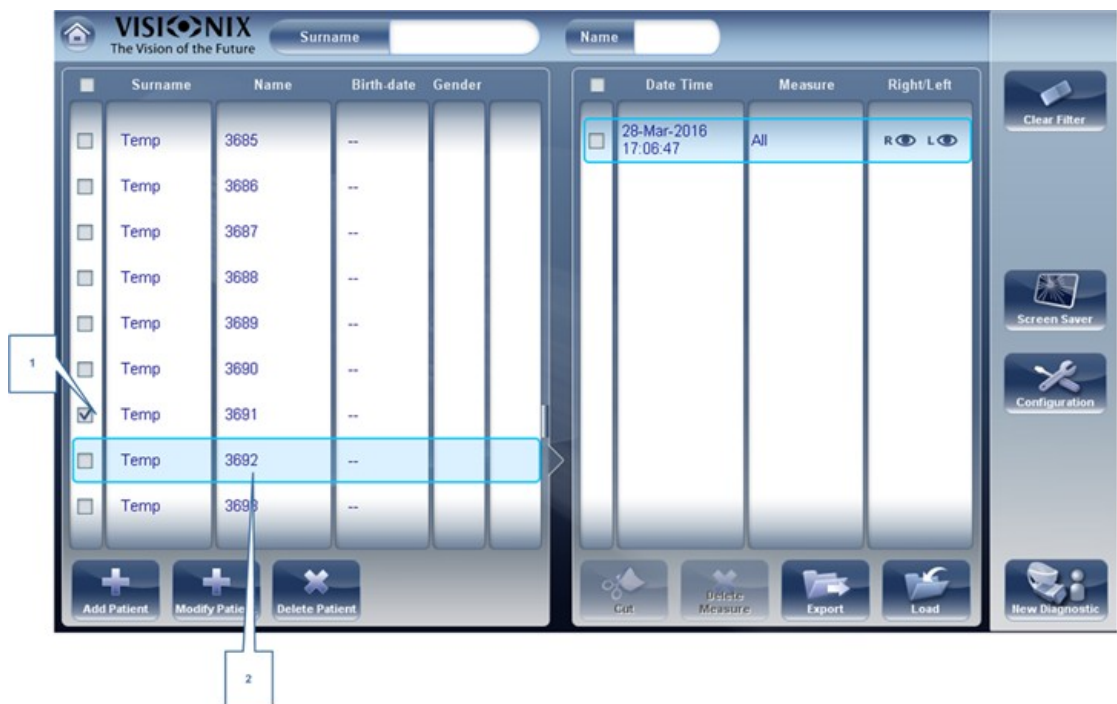 VISIONIX
The Vision of the Future
Surname
Name
Surname Name Birth-date Gender
Temp 3685 --
Temp 3686 --
Temp 3687 --
Temp 3688 --
Temp 3689 --
Temp 3690 --
Temp 3691 --
Temp 3692 --
Temp --
Add Patient
Modify
Delete Patient
Date Time Measure Right/Left
28-Mar-2016
17:06:47
All R L
Cut
Delete
Measure
Export
Load
Clear Filter
Screen Saver
Configuration
New Diagnostic
1
2